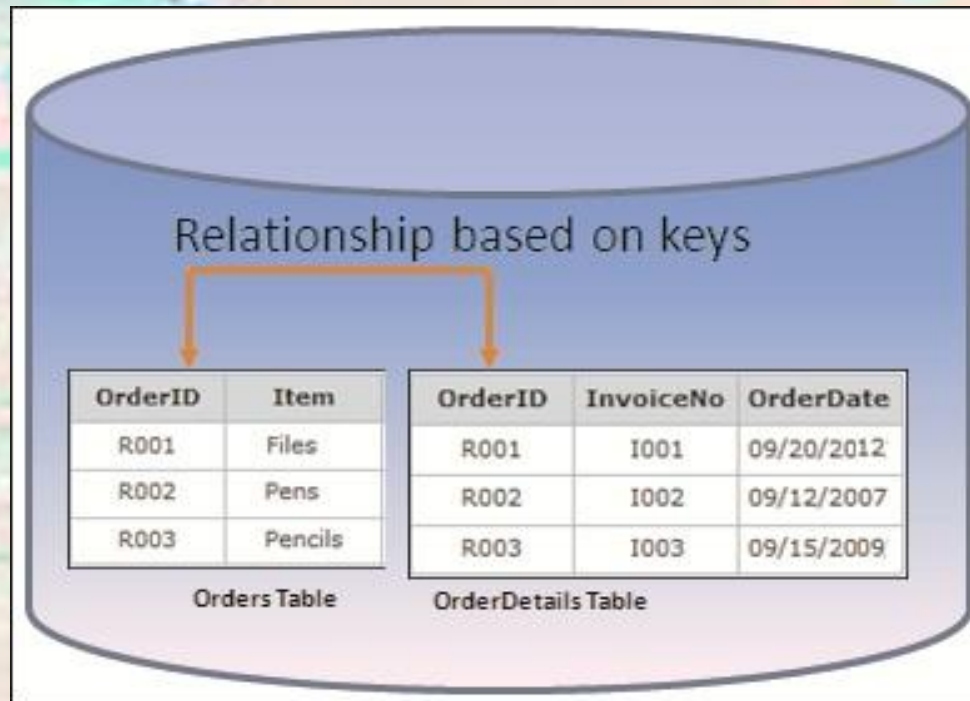 Relationship based on keys
OrderID Item
R001 Files
R002 Pens
R003 Pencils
Orders Table
OrderID InvoiceNo OrderDate
R001 I001 09/20/2012
R002 I002 09/12/2007
R003 I003 09/15/2009
OrderDetails Table